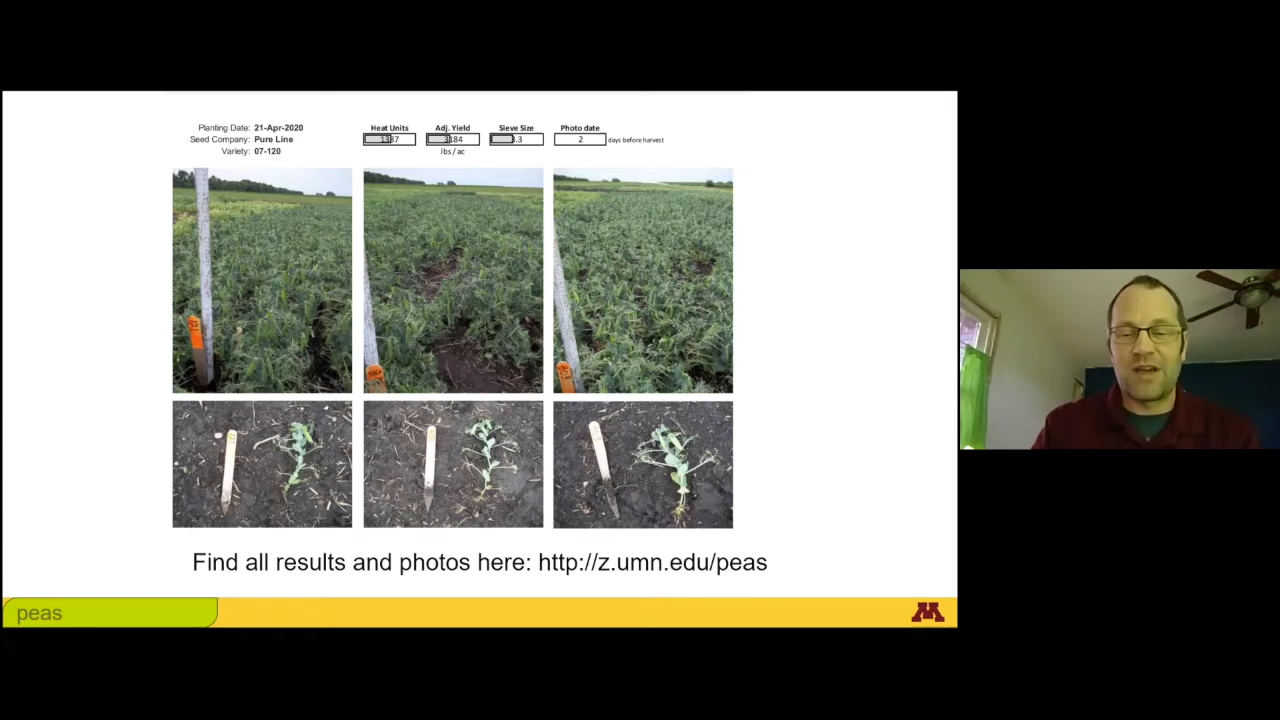 Planting Date: 21-Apr-2020
Seed Company: Pure Line
Variety: 07-120
Heat Units
1337
Adj. Yield
lbs / ac
Sieve Size
Photo date
2 days before harvest
Find all results and photos here: http://z.umn.edu/peas
peas
M